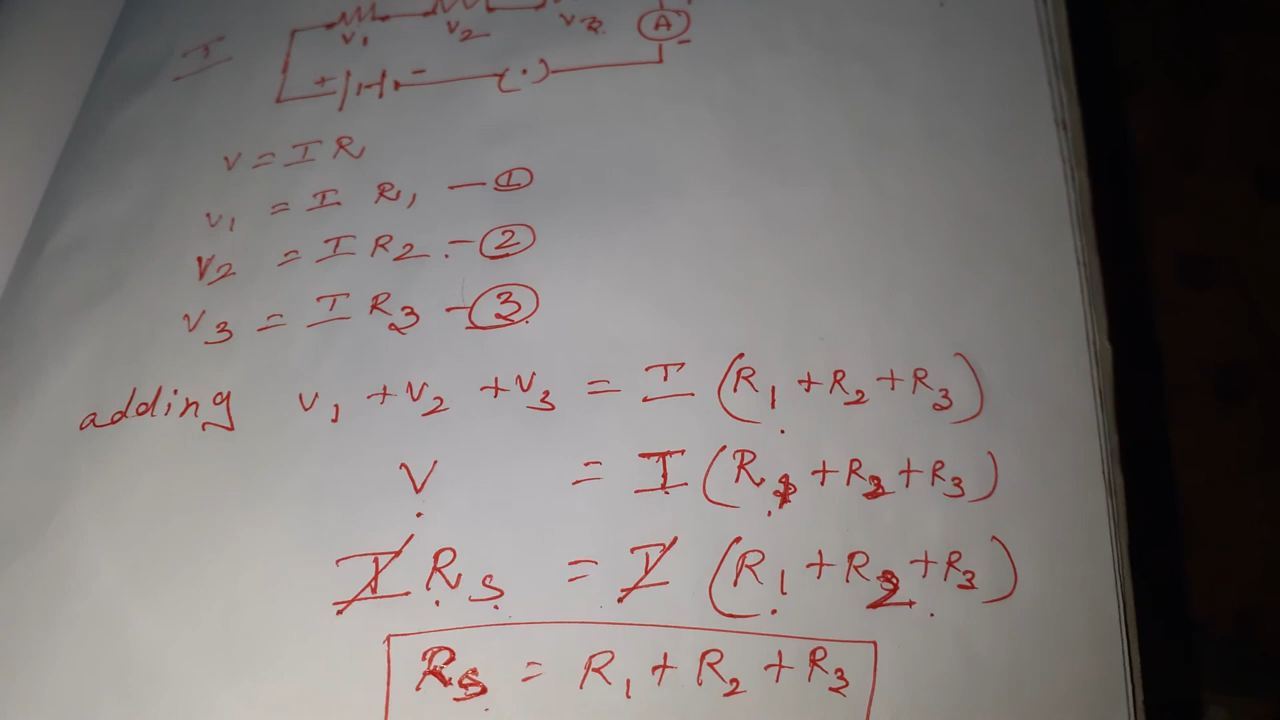 V₁ V₂ V₃ A
I
+ - -
V = I R
V₁ = I R₁ - ①
V₂ = I R₂ - ②
V₃ = I R₃ - ③
adding V₁ + V₂ + V₃ = I (R₁ + R₂ + R₃)
V = I (R₁ + R₂ + R₃)
I Rs = I (R₁ + R₂ + R₃)
Rs = R₁ + R₂ + R₃